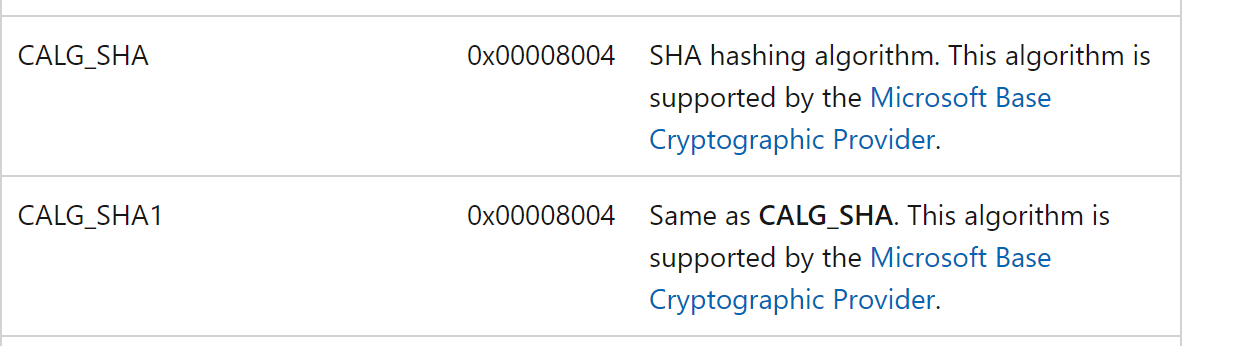 CALG_SHA 0x00008004 SHA hashing algorithm. This algorithm is
supported by the Microsoft Base
Cryptographic Provider.
CALG_SHA1 0x00008004 Same as CALG_SHA. This algorithm is
supported by the Microsoft Base
Cryptographic Provider.